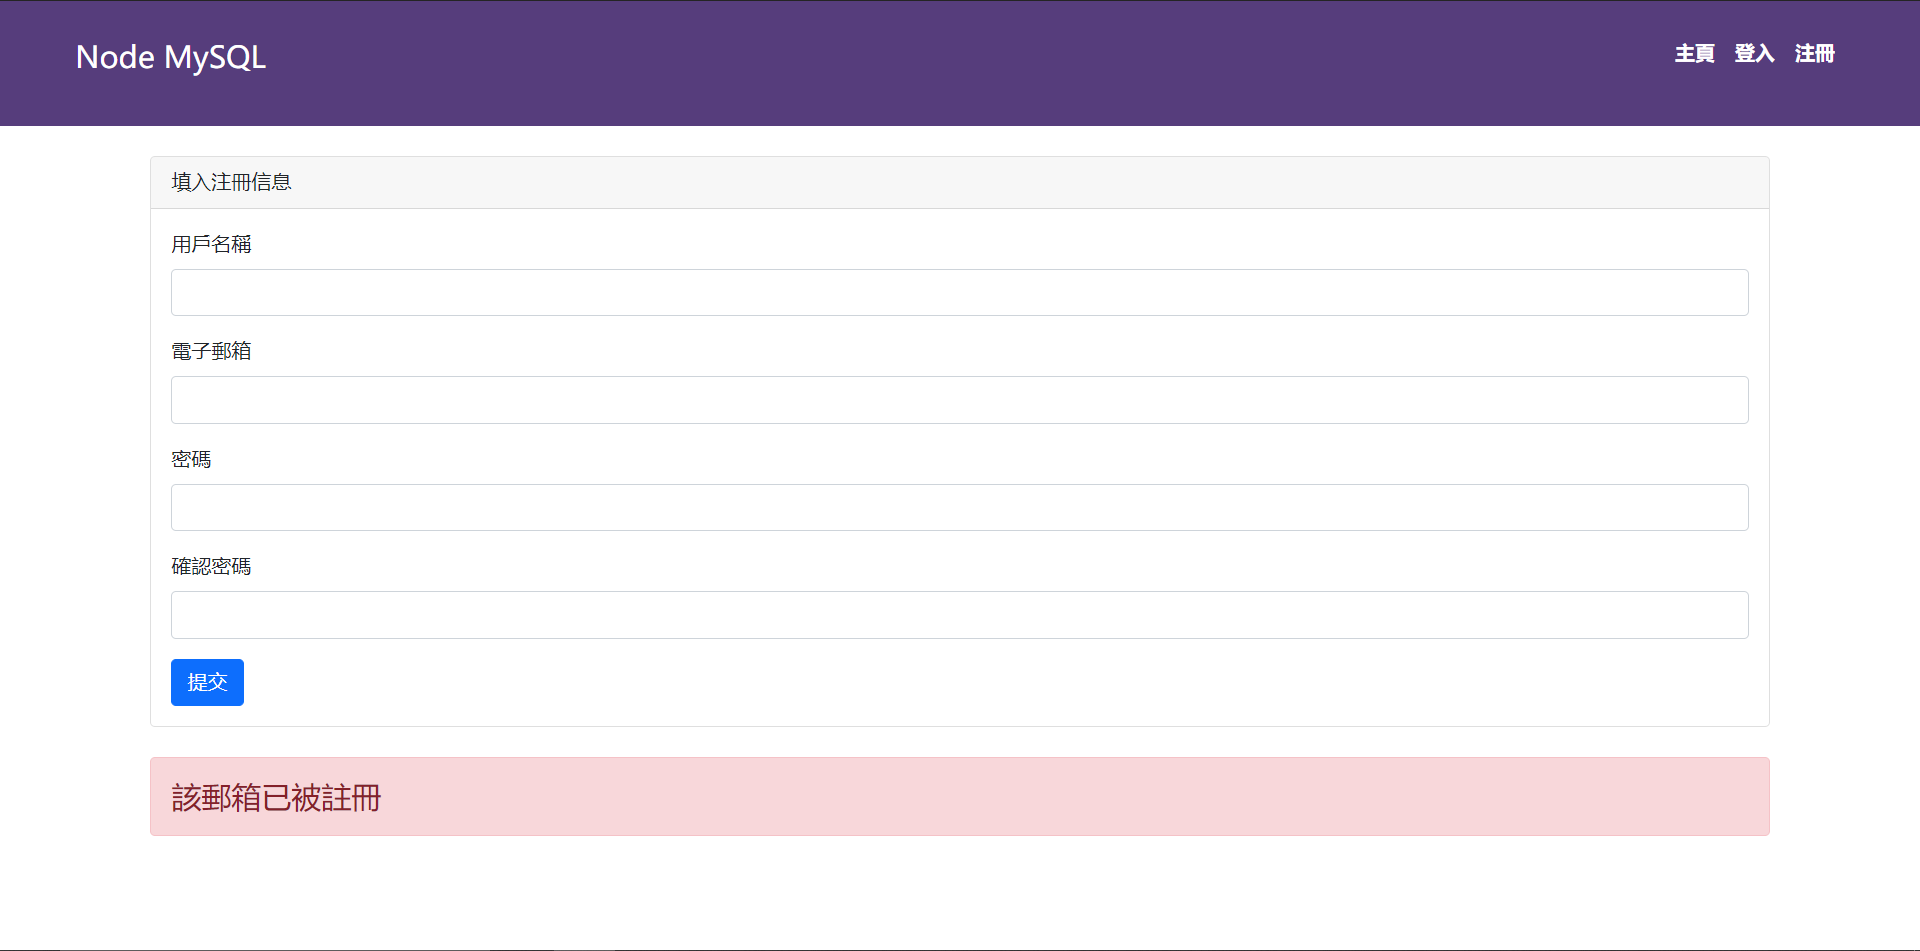 Node MySQL
主頁 登入 注冊
填入注冊信息
用戶名稱
電子郵箱
密碼
確認密碼
提交
該郵箱已被註冊